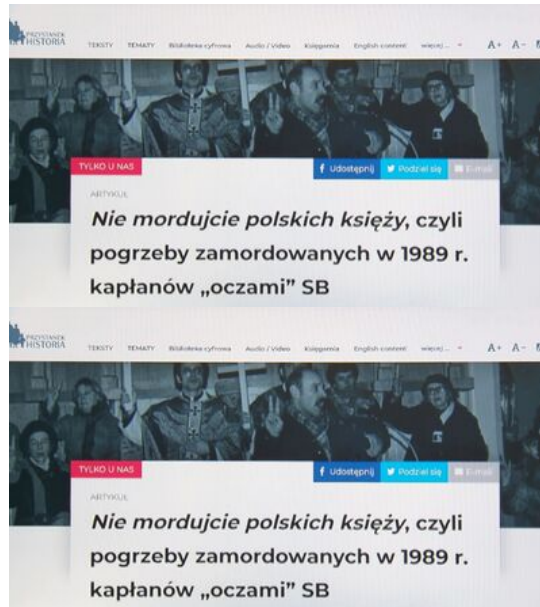 PRZYSTANEK
HISTORIA
TEKSTY TEMATY Biblioteka cyfrowa Audio / Video Księgarnia English content więcej... A+ A-
TYLKO U NAS
Udostępnij Podziel się E-mail
ARTYKUŁ
Nie mordujcie polskich księży, czyli
pogrzeby zamordowanych w 1989 r.
kapłanów „oczami” SB
PRZYSTANEK
HISTORIA
TEKSTY TEMATY Biblioteka cyfrowa Audio / Video Księgarnia English content więcej... A+ A-
TYLKO U NAS
Udostępnij Podziel się E-mail
ARTYKUŁ
Nie mordujcie polskich księży, czyli
pogrzeby zamordowanych w 1989 r.
kapłanów „oczami” SB